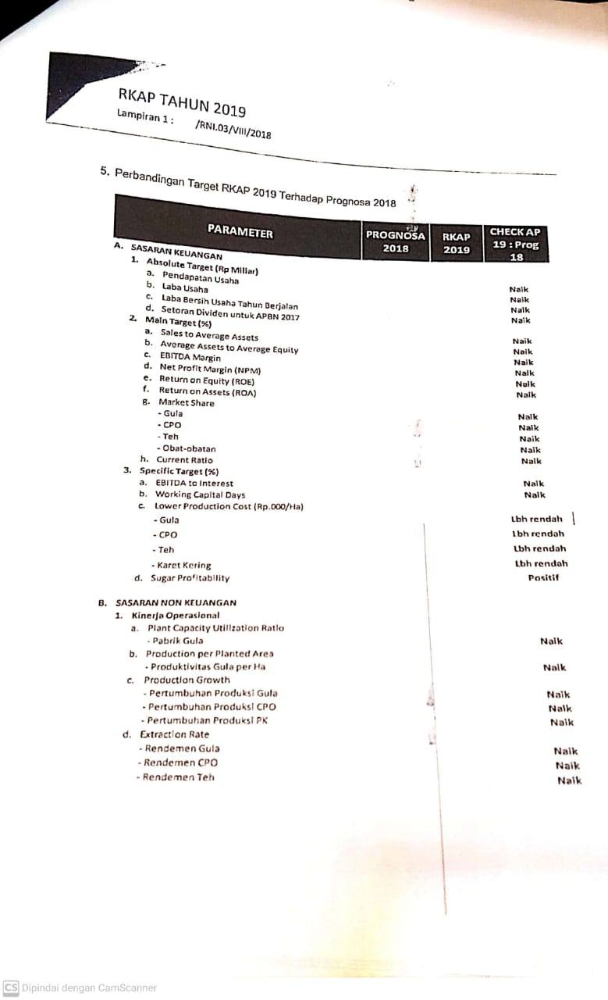 RKAP TAHUN 2019
Lampiran 1 : /RNI.03/VIII/2018
5. Perbandingan Target RKAP 2019 Terhadap Prognosa 2018
PARAMETER PROGNOSA 2018 RKAP 2019 CHECK AP 19 : Prog 18
A. SASARAN KEUANGAN
1. Absolute Target (Rp Miliar)
a. Pendapatan Usaha Naik
b. Laba Usaha Naik
c. Laba Bersih Usaha Tahun Berjalan Naik
d. Setoran Dividen untuk APBN 2017 Naik
2. Main Target (%)
a. Sales to Average Assets Naik
b. Average Assets to Average Equity Naik
c. EBITDA Margin Naik
d. Net Profit Margin (NPM) Naik
e. Return on Equity (ROE) Naik
f. Return on Assets (ROA) Naik
g. Market Share
- Gula Naik
- CPO Naik
- Teh Naik
- Obat-obatan Naik
h. Current Ratio Naik
3. Specific Target (%)
a. EBITDA to Interest Naik
b. Working Capital Days Naik
c. Lower Production Cost (Rp.000/Ha)
- Gula Lbh rendah
- CPO Lbh rendah
- Teh Lbh rendah
- Karet Kering Lbh rendah
d. Sugar Profitability Positif
B. SASARAN NON KEUANGAN
1. Kinerja Operasional
a. Plant Capacity Utilization Ratio
- Pabrik Gula Naik
b. Production per Planted Area
- Produktivitas Gula per Ha Naik
c. Production Growth
- Pertumbuhan Produksi Gula Naik
- Pertumbuhan Produksi CPO Naik
- Pertumbuhan Produksi PK Naik
d. Extraction Rate
- Rendemen Gula Naik
- Rendemen CPO Naik
- Rendemen Teh Naik
CS Dipindai dengan CamScanner